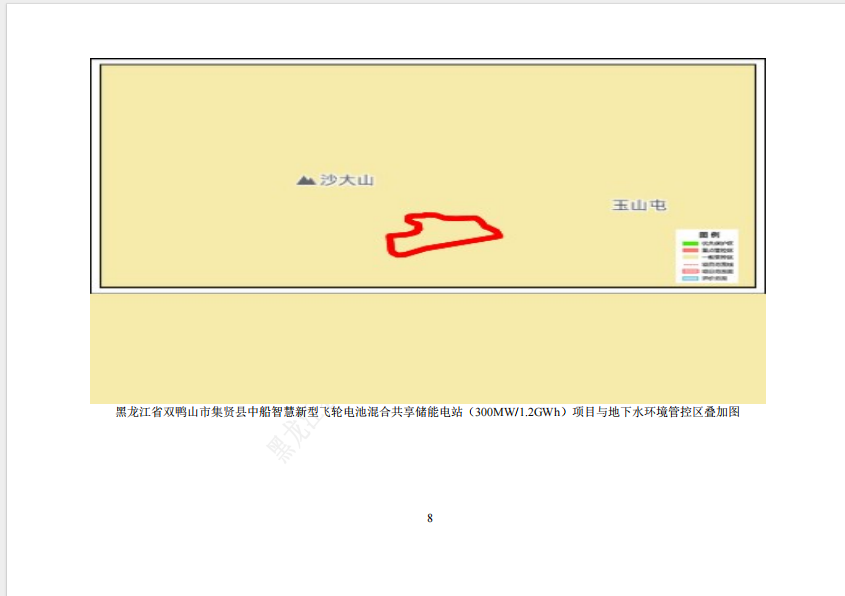 沙大山
玉山屯
图例
黑龙江省双鸭山市集贤县中船智慧新型飞轮电池混合共享储能电站（300MW/1.2GWh）项目与地下水环境管控区叠加图
黑龙
8